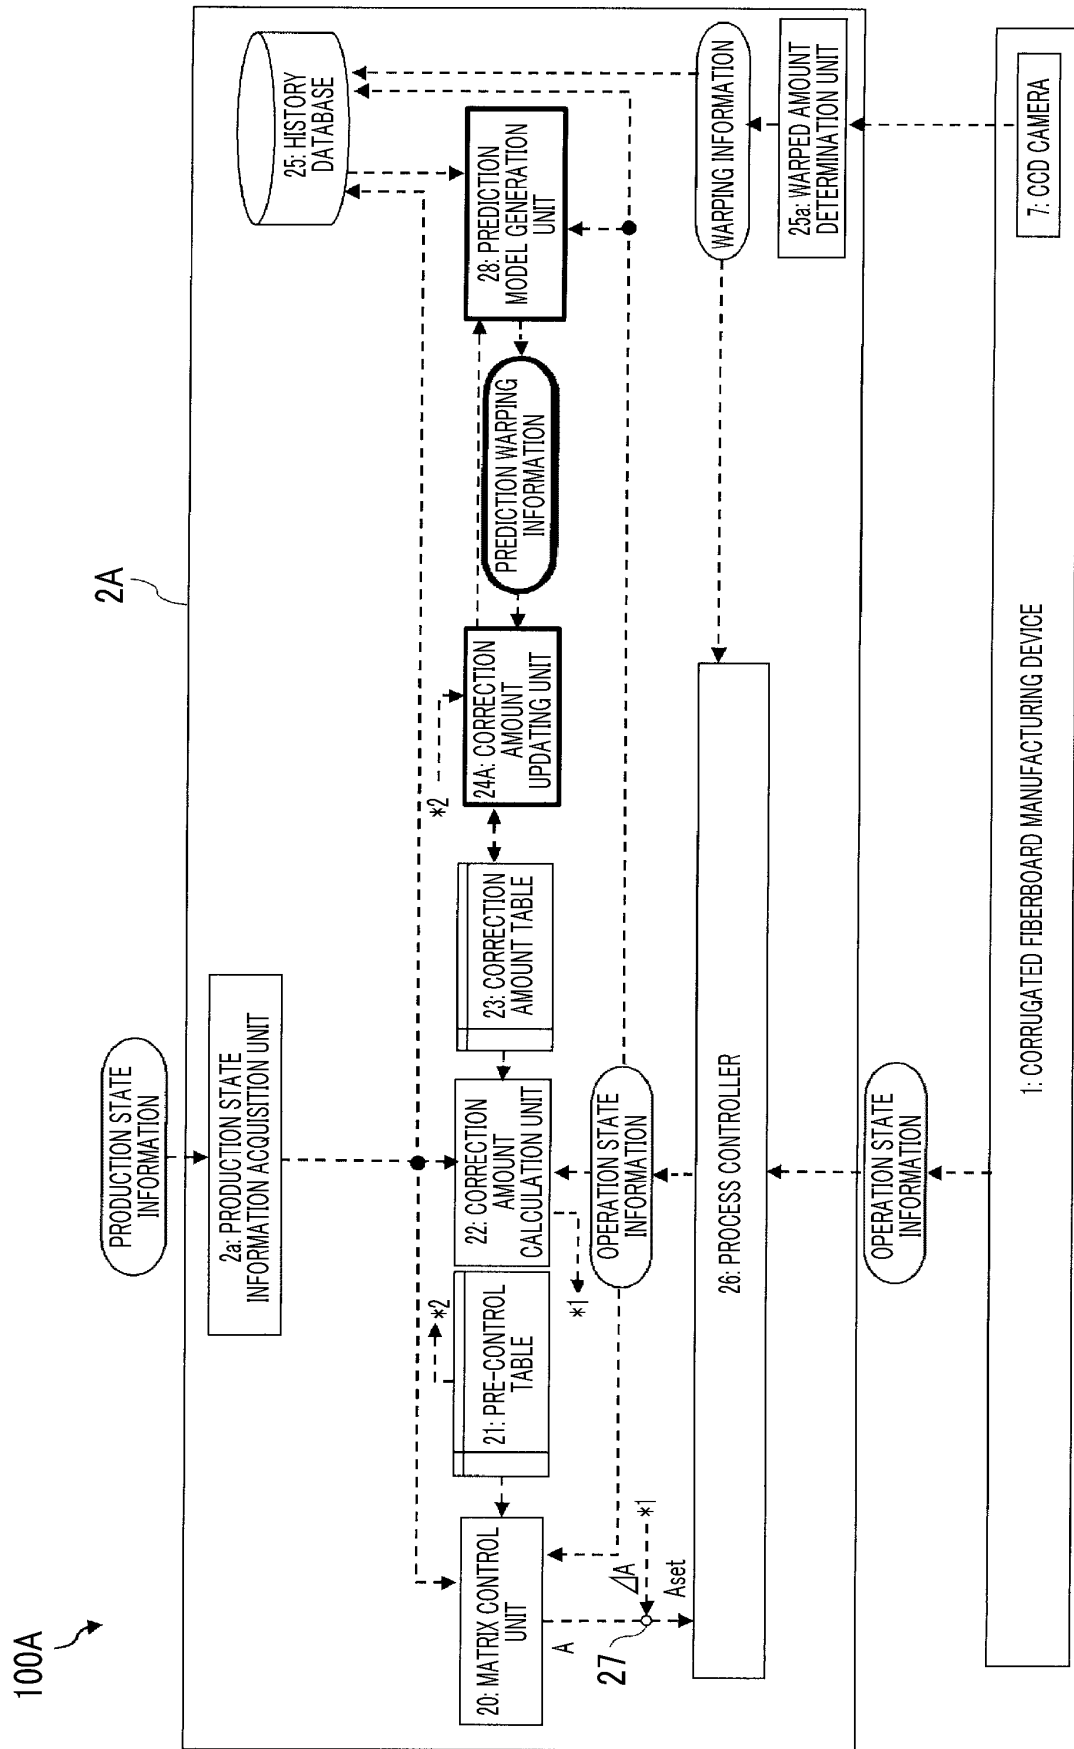 100A
2A
PRODUCTION STATE
INFORMATION
2a: PRODUCTION STATE
INFORMATION ACQUISITION UNIT
25: HISTORY
DATABASE
20: MATRIX CONTROL
UNIT
*2
21: PRE-CONTROL
TABLE
22: CORRECTION
AMOUNT
CALCULATION UNIT
23: CORRECTION
AMOUNT TABLE
*2
24A: CORRECTION
AMOUNT
UPDATING UNIT
PREDICTION WARPING
INFORMATION
28: PREDICTION
MODEL GENERATION
UNIT
A
27
⊿A
*1
Aset
*1
OPERATION STATE
INFORMATION
26: PROCESS CONTROLLER
WARPING INFORMATION
25a: WARPED AMOUNT
DETERMINATION UNIT
OPERATION STATE
INFORMATION
1: CORRUGATED FIBERBOARD MANUFACTURING DEVICE
7: CCD CAMERA